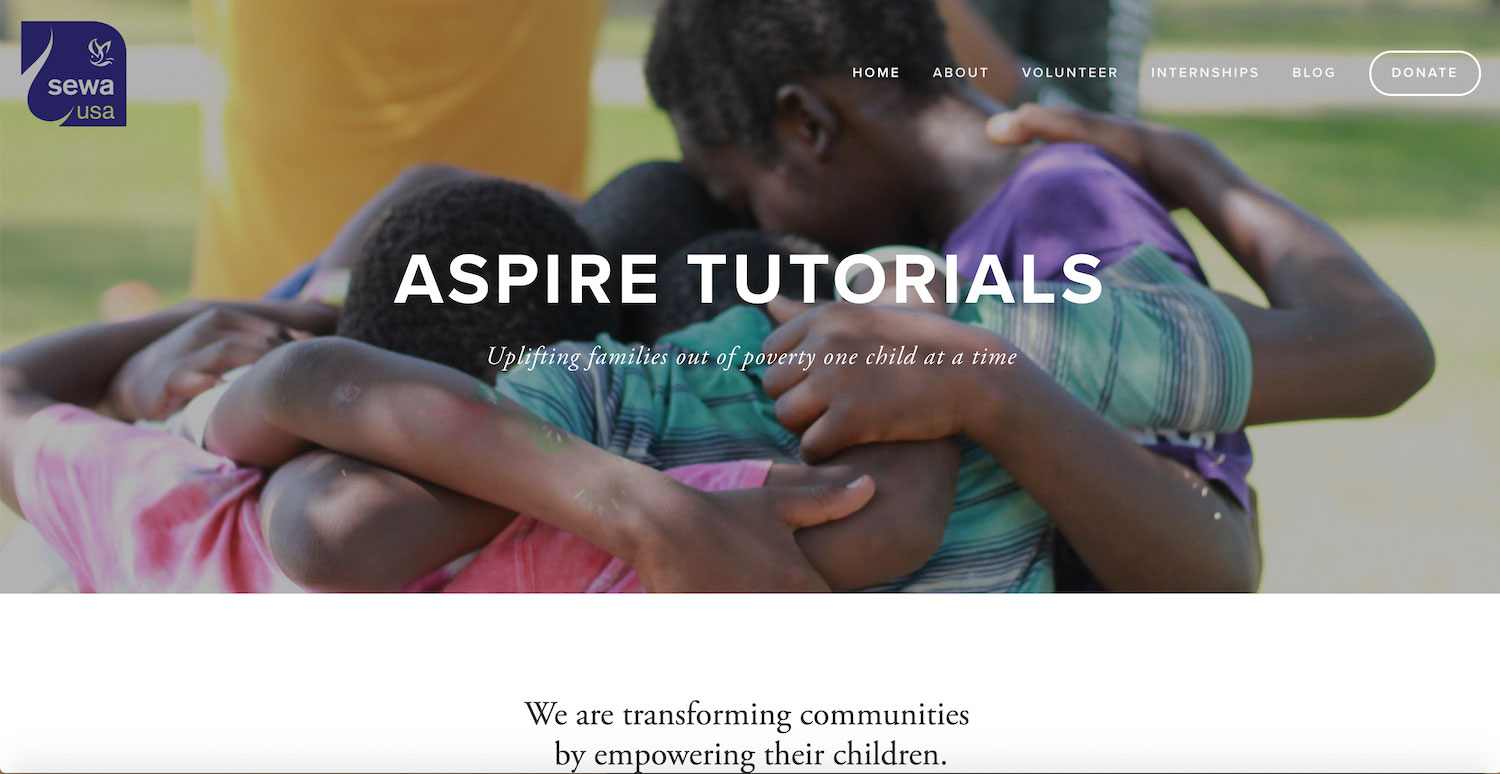 sewa
usa
HOME ABOUT VOLUNTEER INTERNSHIPS BLOG DONATE
ASPIRE TUTORIALS
Uplifting families out of poverty one child at a time
We are transforming communities
by empowering their children.